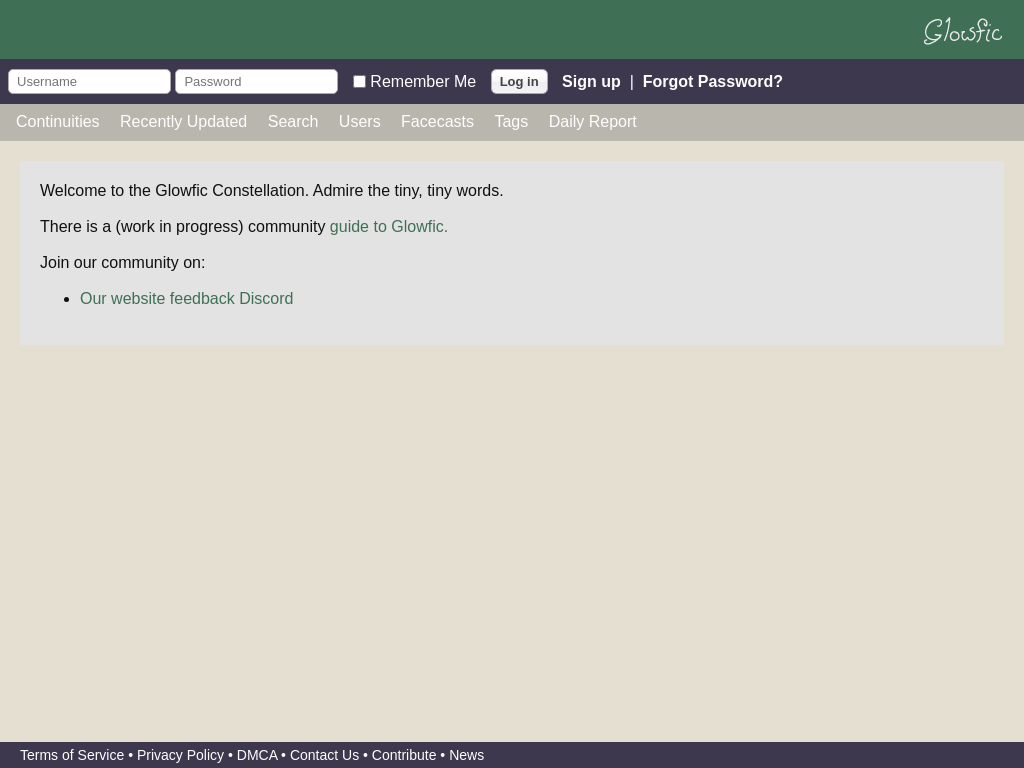 Glowfic
Username Password Remember Me Log in Sign up | Forgot Password?
Continuities Recently Updated Search Users Facecasts Tags Daily Report
Welcome to the Glowfic Constellation. Admire the tiny, tiny words.
There is a (work in progress) community guide to Glowfic.
Join our community on:
• Our website feedback Discord
Terms of Service • Privacy Policy • DMCA • Contact Us • Contribute • News